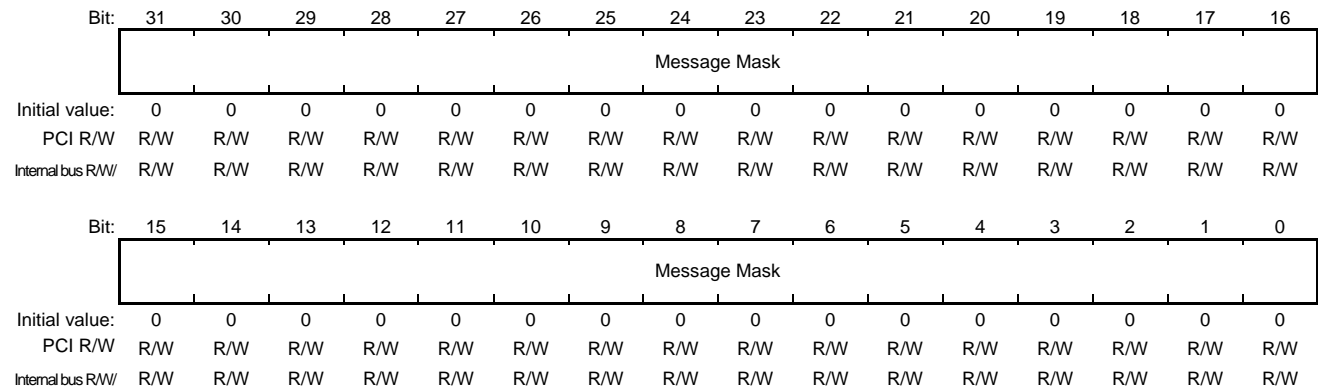 Bit: 31 30 29 28 27 26 25 24 23 22 21 20 19 18 17 16
Message Mask
Initial value: 0 0 0 0 0 0 0 0 0 0 0 0 0 0 0 0
PCI R/W R/W R/W R/W R/W R/W R/W R/W R/W R/W R/W R/W R/W R/W R/W R/W R/W
Internal bus R/W/ R/W R/W R/W R/W R/W R/W R/W R/W R/W R/W R/W R/W R/W R/W R/W R/W
Bit: 15 14 13 12 11 10 9 8 7 6 5 4 3 2 1 0
Message Mask
Initial value: 0 0 0 0 0 0 0 0 0 0 0 0 0 0 0 0
PCI R/W R/W R/W R/W R/W R/W R/W R/W R/W R/W R/W R/W R/W R/W R/W R/W R/W
Internal bus R/W/ R/W R/W R/W R/W R/W R/W R/W R/W R/W R/W R/W R/W R/W R/W R/W R/W